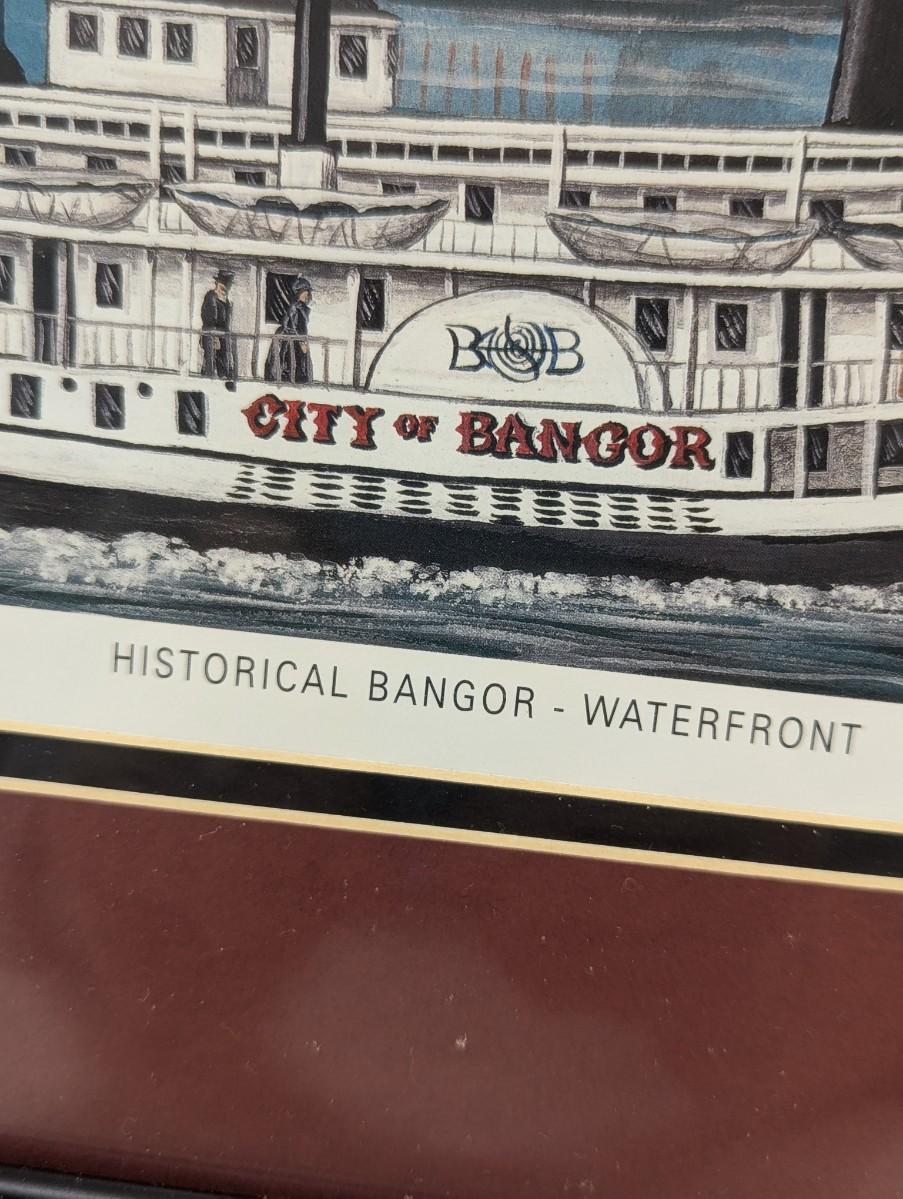 B B
CITY OF BANGOR
HISTORICAL BANGOR - WATERFRONT